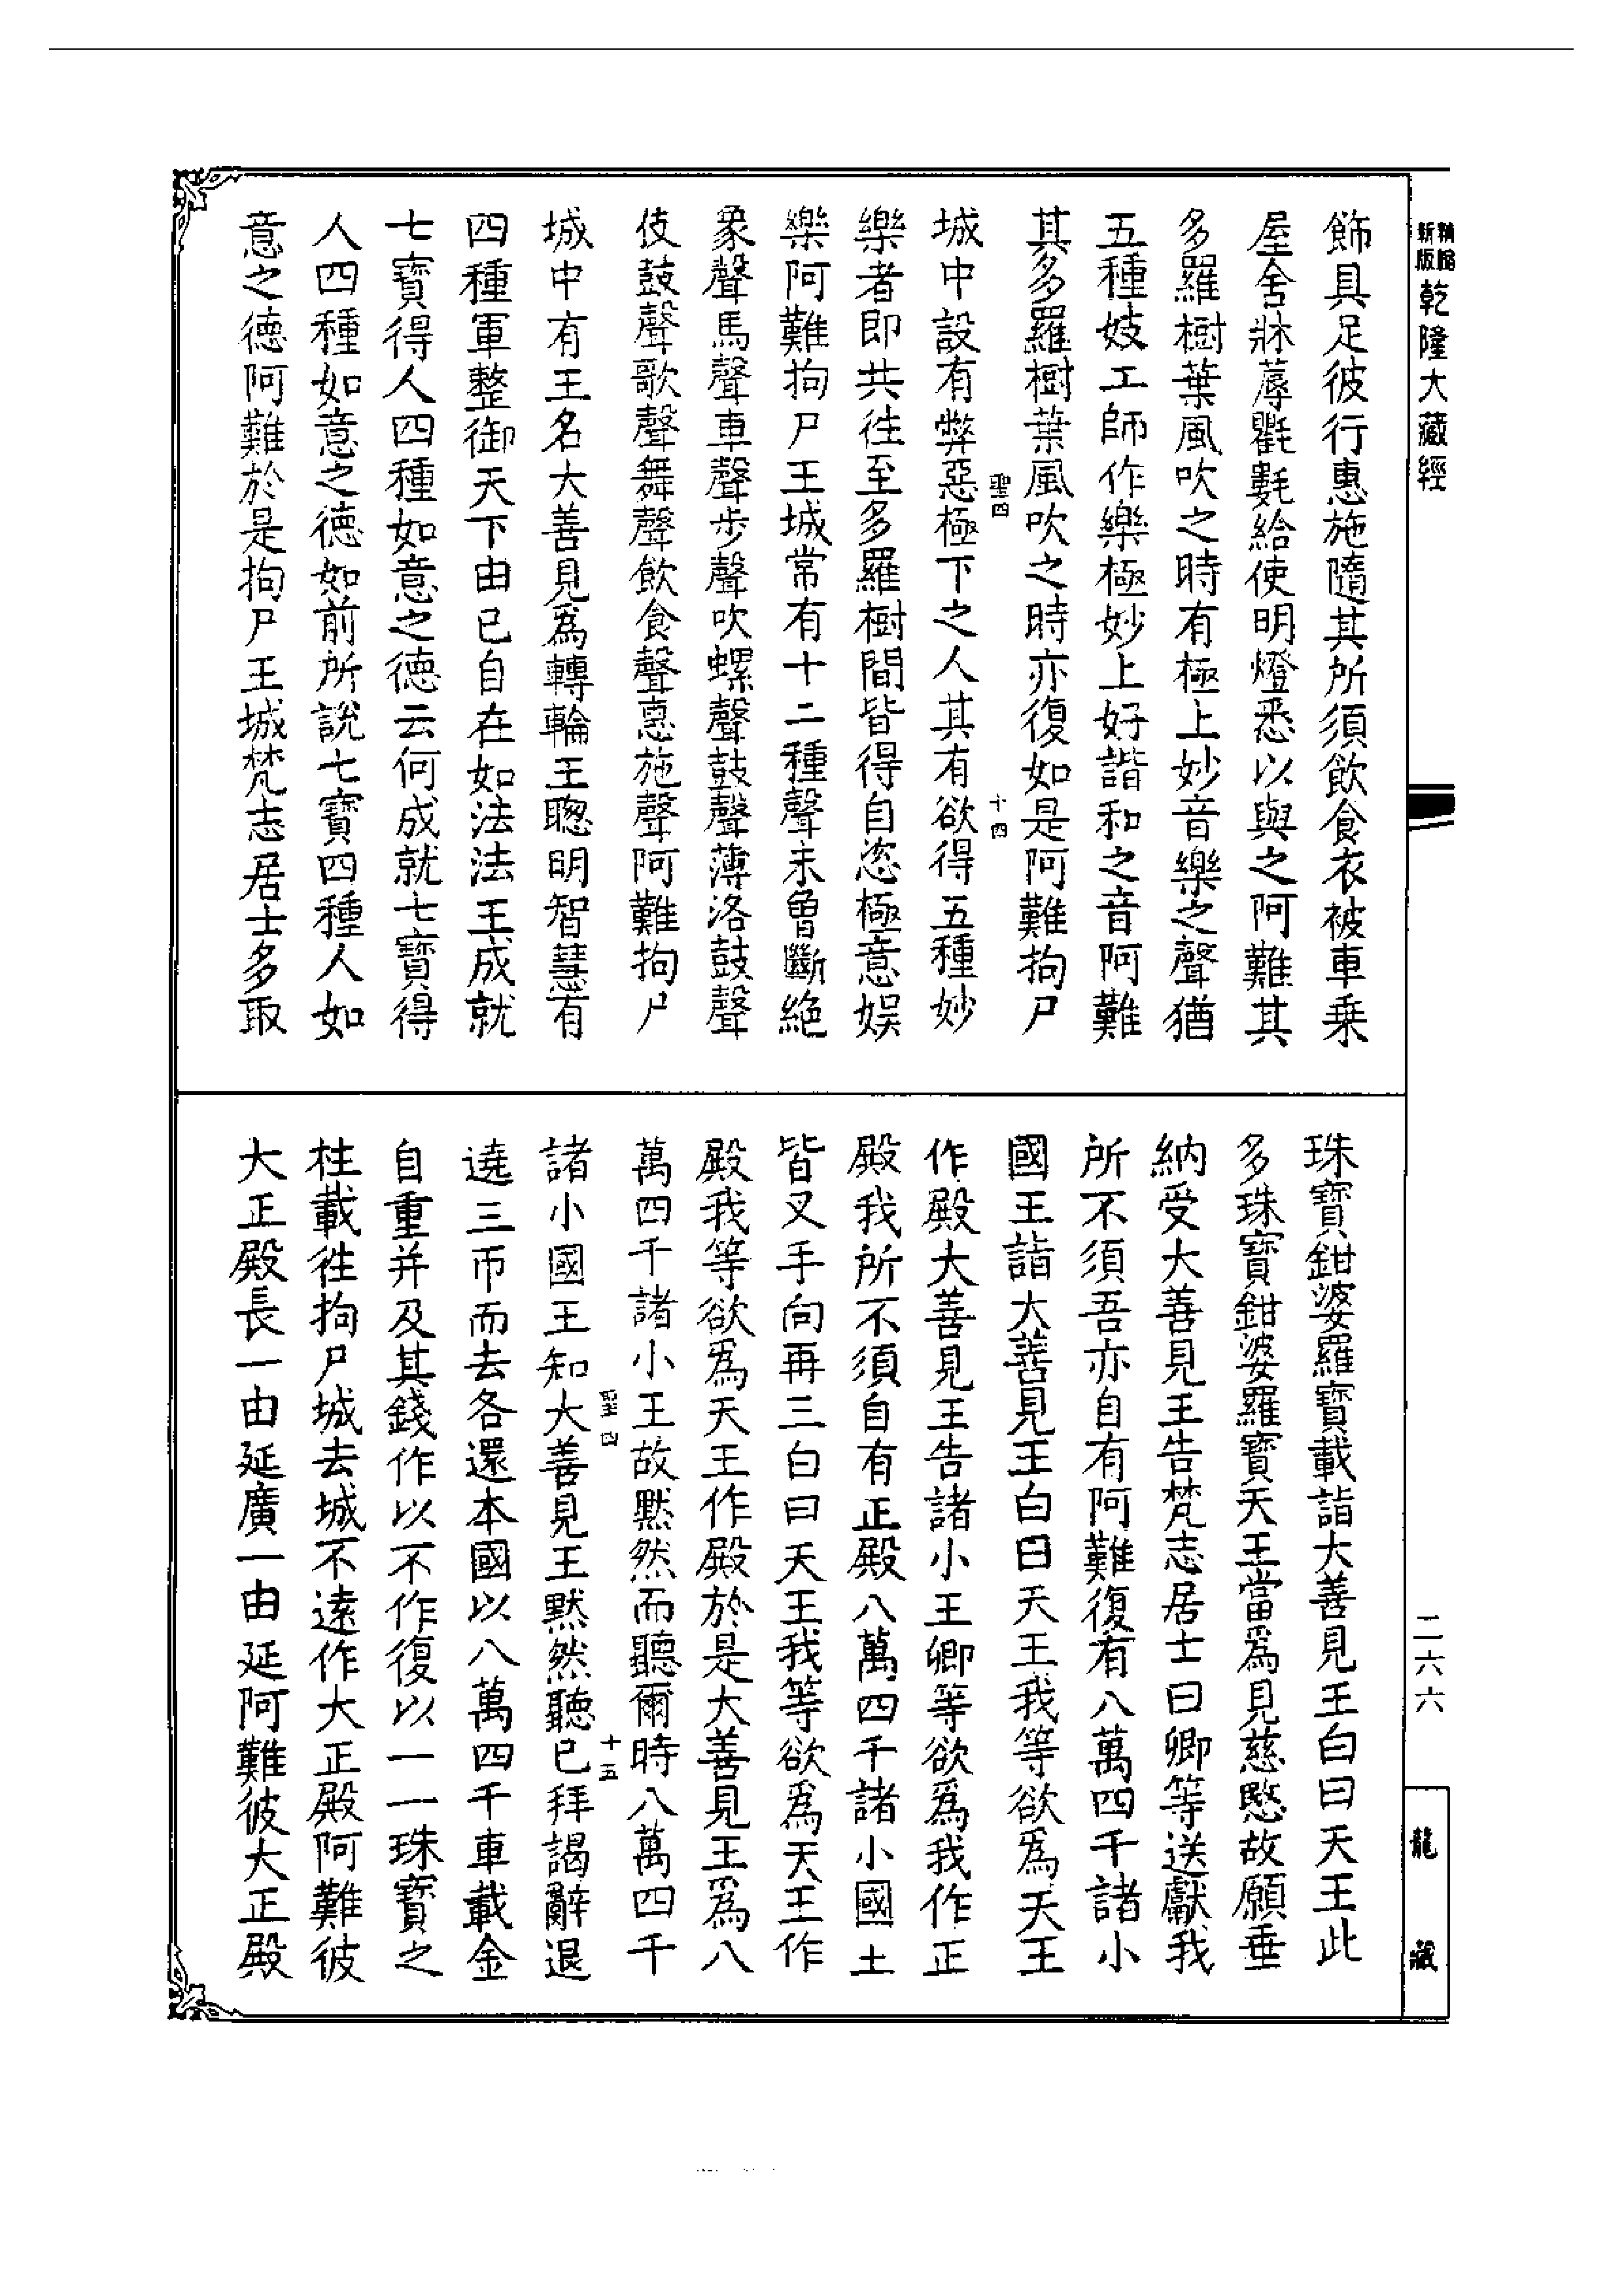 乾隆大藏經
飾具足彼行惠施隨其所須飲食衣被車乘
屋舍牀蓐氍氀給使明燈悉以與之阿難其
多羅樹葉風吹之時有極上妙音樂之聲猶
五種妓工師作樂極妙上好諧和之音阿難
其多羅樹葉風吹之時亦復如是阿難拘尸
聖四
十四
城中設有弊惡極下之人其有欲得五種妙
樂者即共往至多羅樹間皆得自恣極意娛
樂阿難拘尸王城常有十二種聲未曾斷絕
象聲馬聲車聲步聲吹螺聲鼓聲薄洛鼓聲
伎鼓聲歌聲舞聲飲食聲惠施聲阿難拘尸
城中有王名大善見為轉輪王聰明智慧有
四種軍整御天下由已自在如法法王成就
七寶得人四種如意之德云何成就七寶得
人四種如意之德如前所說七寶四種人如
意之德阿難於是拘尸王城梵志居士多取
珠寶鉗婆羅寶載詣大善見王白曰天王此
多珠寶鉗婆羅寶天王當為見慈愍故願垂
納受大善見王告梵志居士曰卿等送獻我
所不須吾亦自有阿難復有八萬四千諸小
國王詣大善見王白曰天王我等欲為天王
作殿大善見王告諸小王卿等欲為我作正
殿我所不須自有正殿八萬四千諸小國土
皆叉手向再三白曰天王我等欲為天王作
殿我等欲為天王作殿於是大善見王為八
萬四千諸小王故默然而聽爾時八萬四千
聖四
十五
諸小國王知大善見王默然聽已拜謁辭退
遶三帀而去各還本國以八萬四千車載金
自重并及其錢作以不作復以一一珠寶之
柱載往拘尸城去城不遠作大正殿阿難彼
大正殿長一由延廣一由延阿難彼大正殿
二六六
龍藏